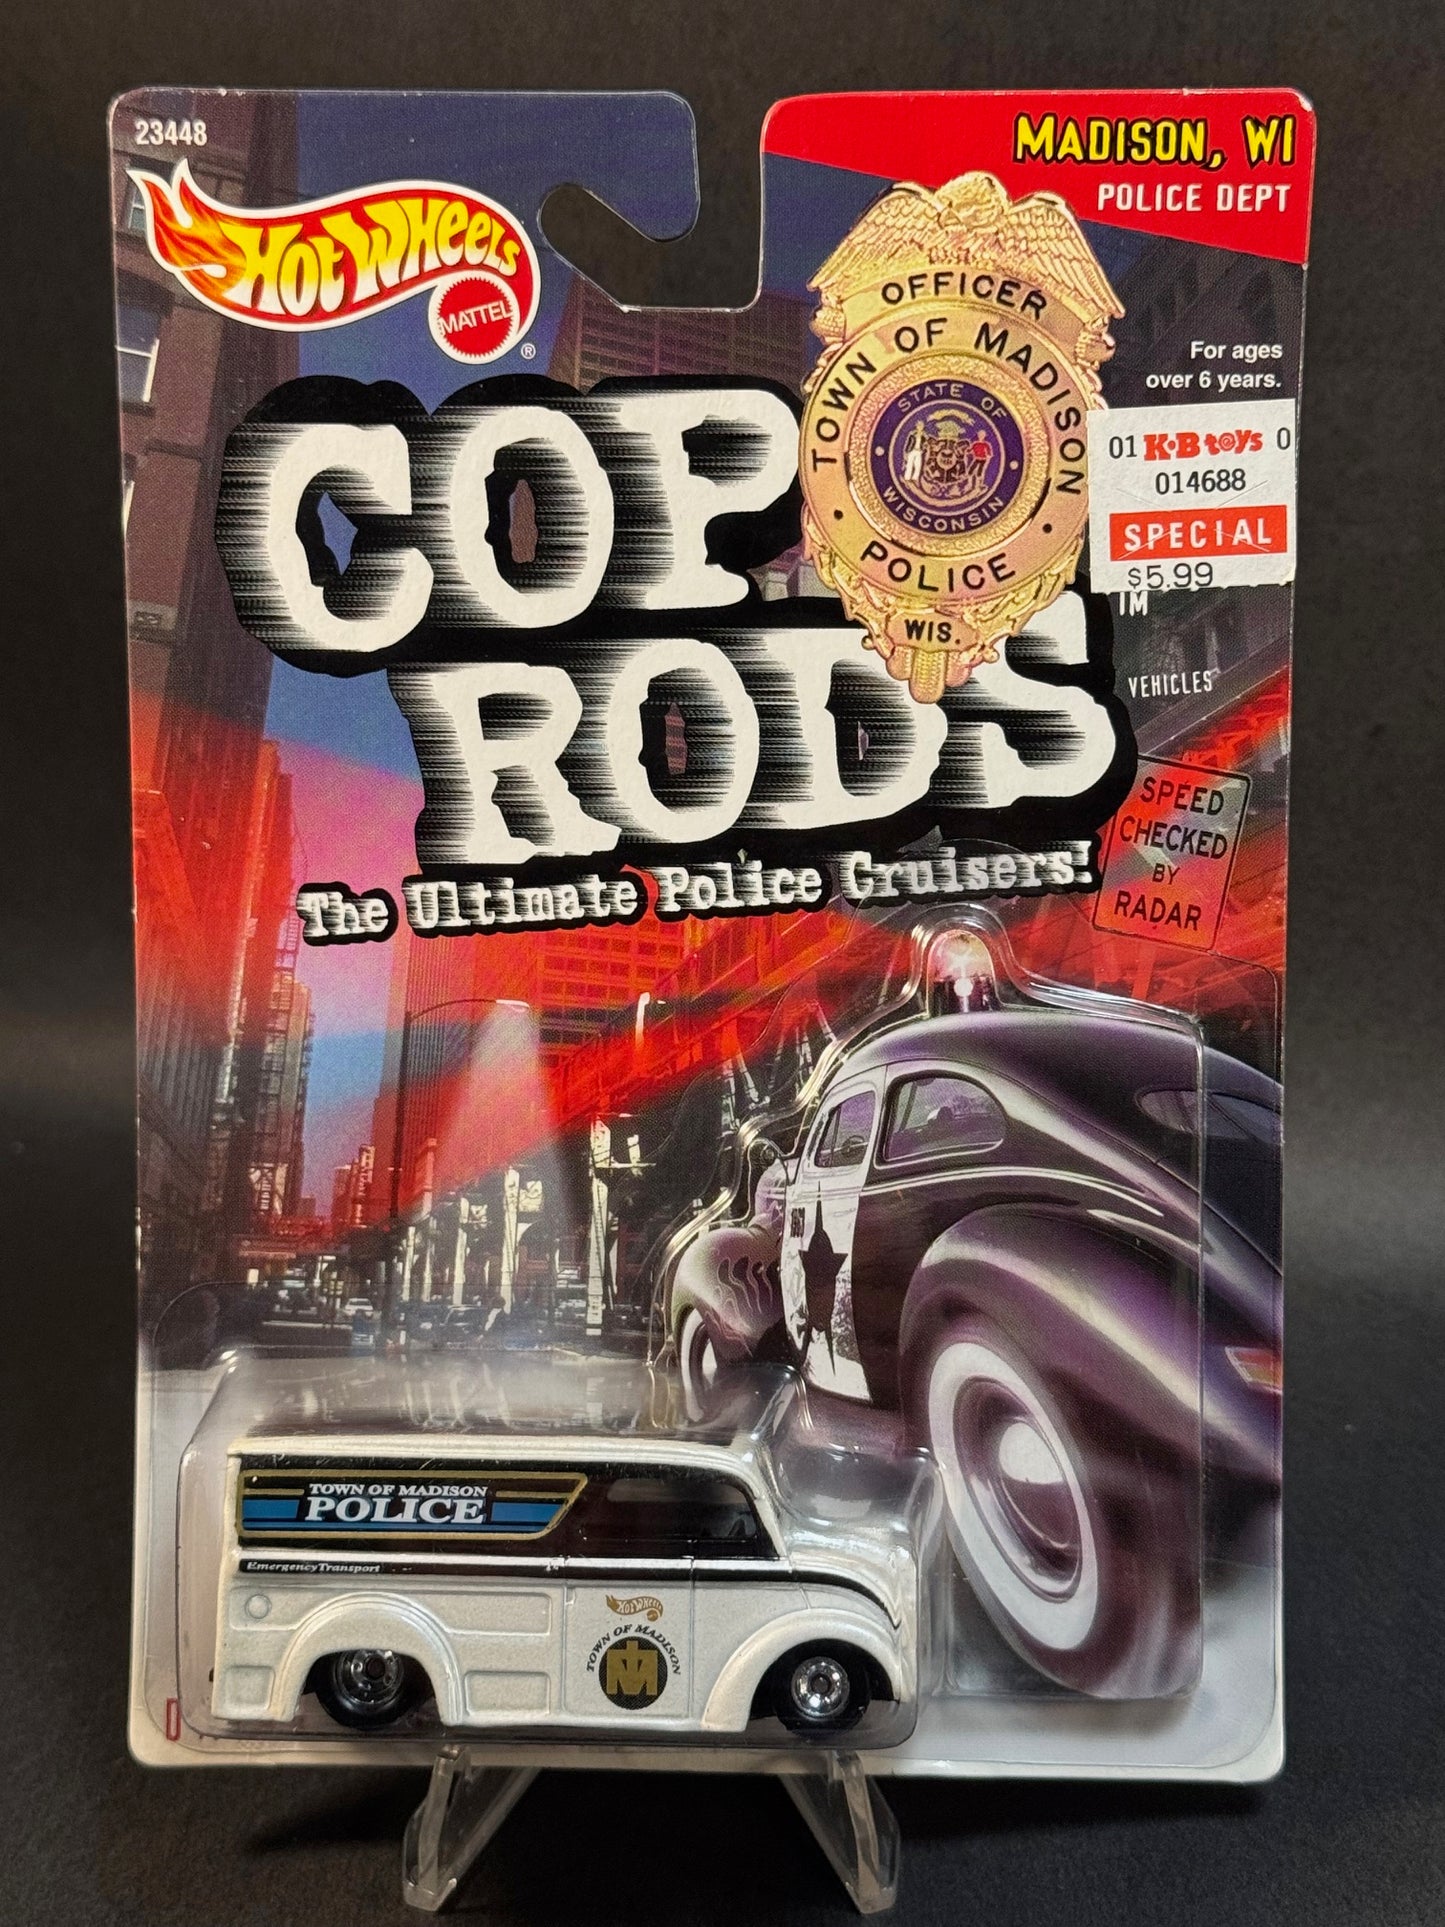 23448
HOT WHEELS
MATTEL
®
MADISON, WI
POLICE DEPT
OFFICER
TOWN OF MADISON
STATE OF
WISCONSIN
• POLICE •
WIS.
For ages
over 6 years.
01 K•B toys 0
014688
SPECIAL
$5.99
TM
VEHICLES
COP
RODS
The Ultimate Police Cruisers!
SPEED
CHECKED
BY
RADAR
TOWN OF MADISON
POLICE
Emergency Transport
HOT WHEELS
TOWN OF MADISON
TM